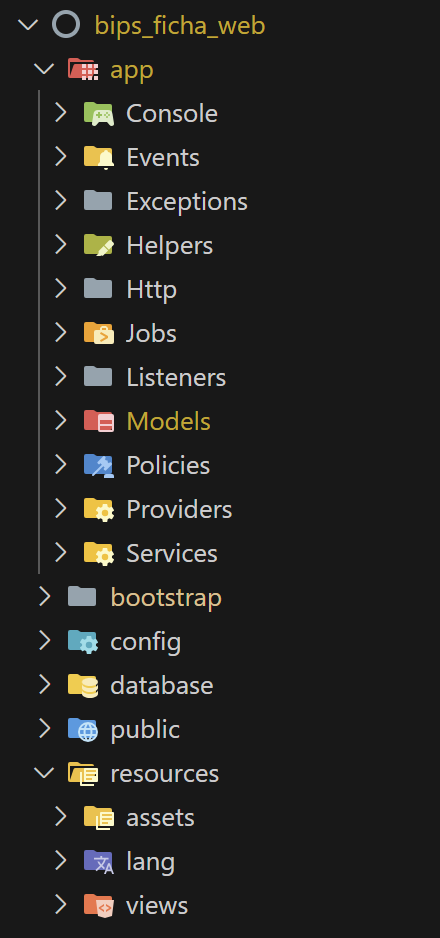 bips_ficha_web
app
Console
Events
Exceptions
Helpers
Http
Jobs
Listeners
Models
Policies
Providers
Services
bootstrap
config
database
public
resources
assets
lang
views